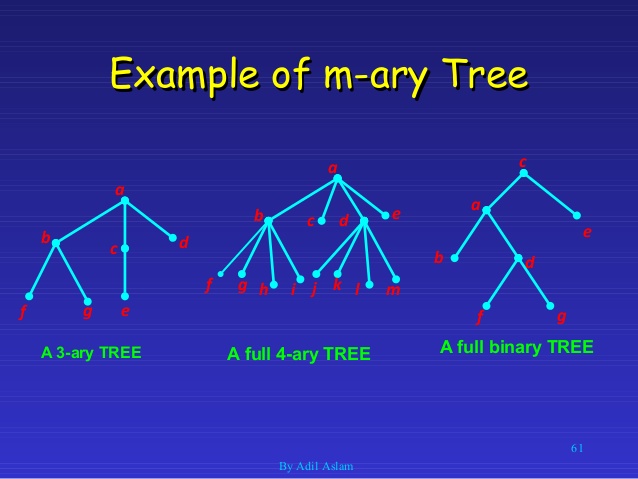 Example of m-ary Tree
a
b
c
d
f
g
e
A 3-ary TREE
a
b
c
d
e
f
g
h
i
j
k
l
m
A full 4-ary TREE
c
a
e
b
d
f
g
A full binary TREE
61
By Adil Aslam